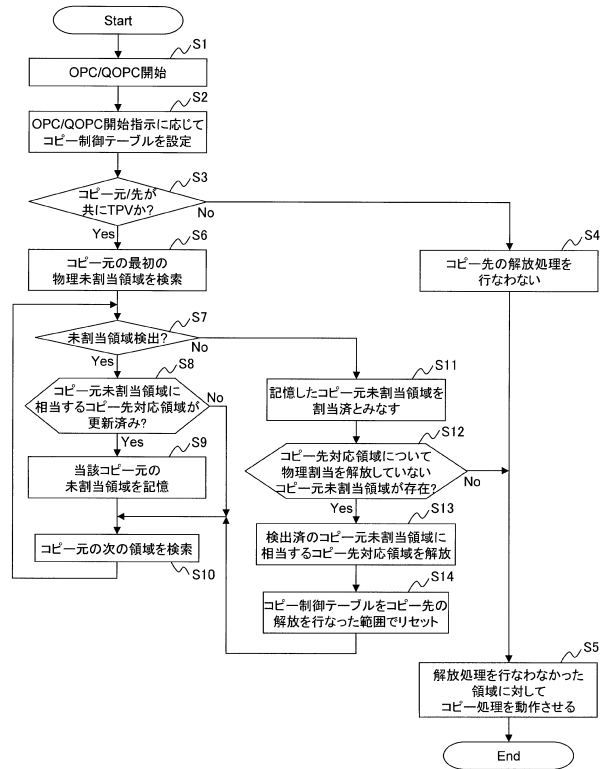 Start
S1
OPC/QOPC開始
S2
OPC/QOPC開始指示に応じて
コピー制御テーブルを設定
S3
コピー元/先が
共にTPVか?
No
Yes
S6
コピー元の最初の
物理未割当領域を検索
S4
コピー先の解放処理を
行なわない
S7
未割当領域検出?
No
Yes
S8
コピー元未割当領域に
相当するコピー先対応領域が
更新済み?
No
Yes
S9
当該コピー元の
未割当領域を記憶
コピー元の次の領域を検索
S10
S11
記憶したコピー元未割当領域を
割当済とみなす
S12
コピー先対応領域について
物理割当を解放していない
コピー元未割当領域が存在?
No
Yes
S13
検出済のコピー元未割当領域に
相当するコピー先対応領域を解放
S14
コピー制御テーブルをコピー先の
解放を行なった範囲でリセット
S5
解放処理を行なわなかった
領域に対して
コピー処理を動作させる
End